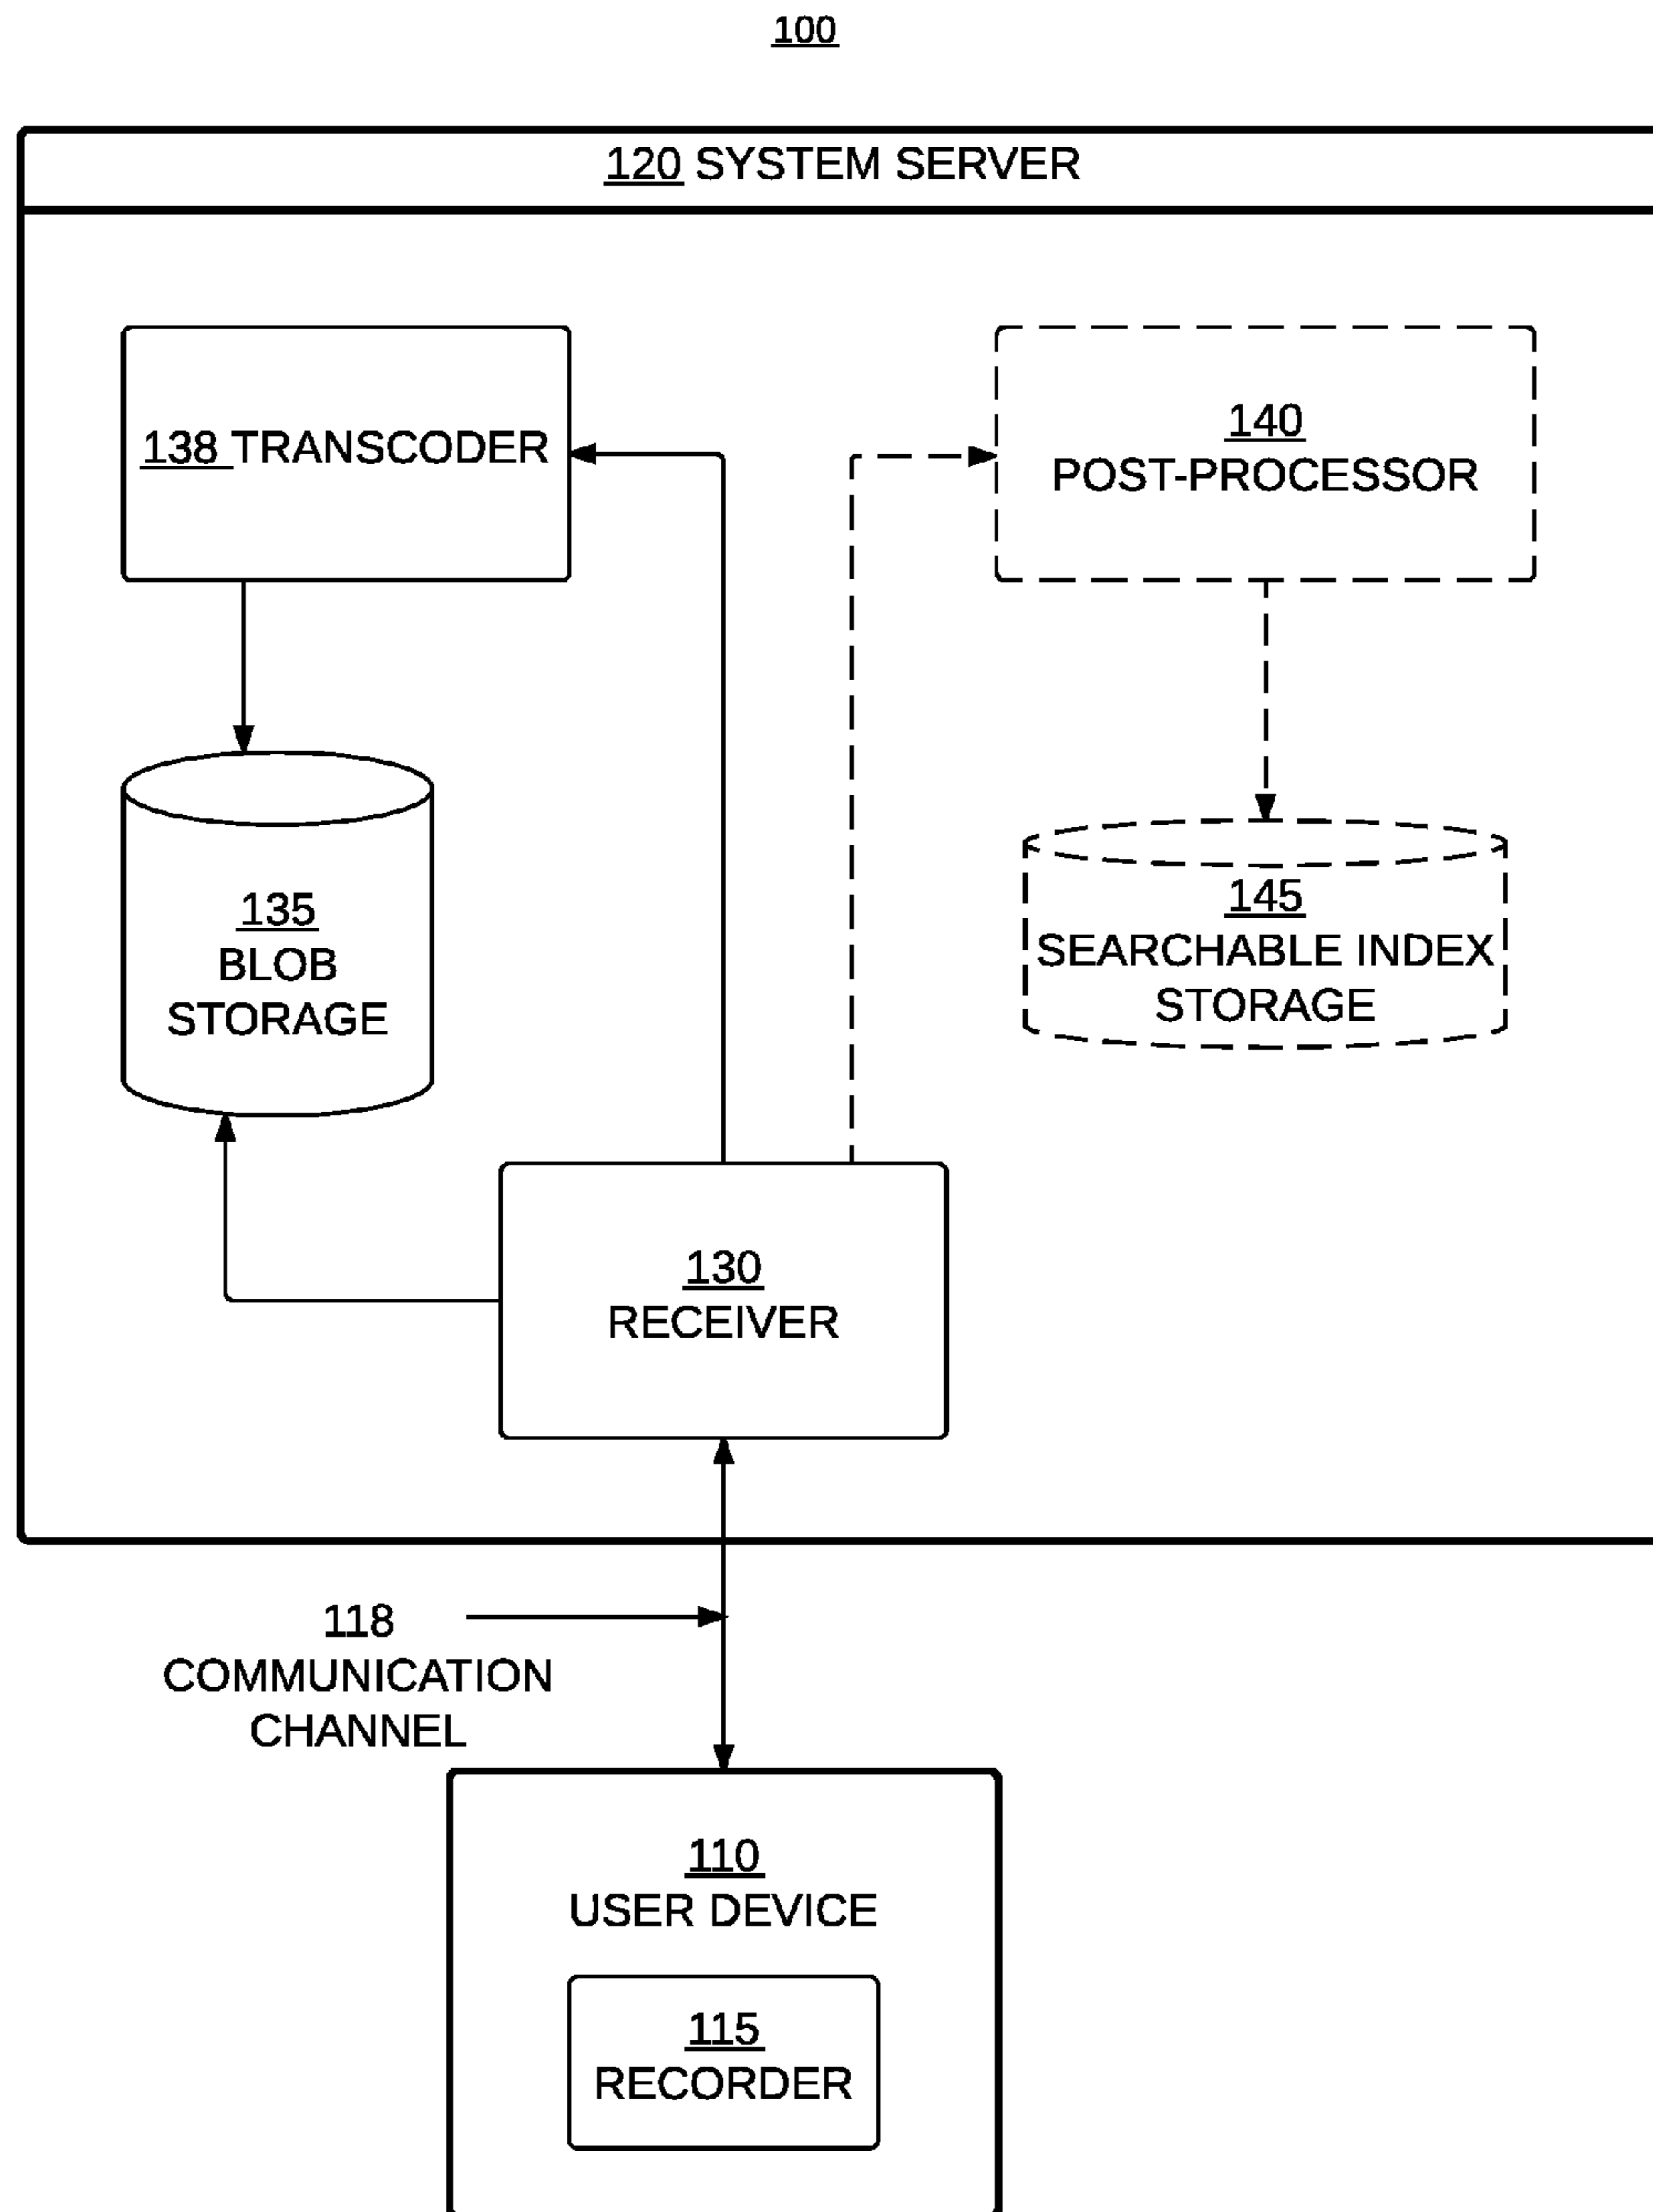 100
120 SYSTEM SERVER
138 TRANSCODER
140
POST-PROCESSOR
135
BLOB
STORAGE
145
SEARCHABLE INDEX
STORAGE
130
RECEIVER
118
COMMUNICATION
CHANNEL
110
USER DEVICE
115
RECORDER